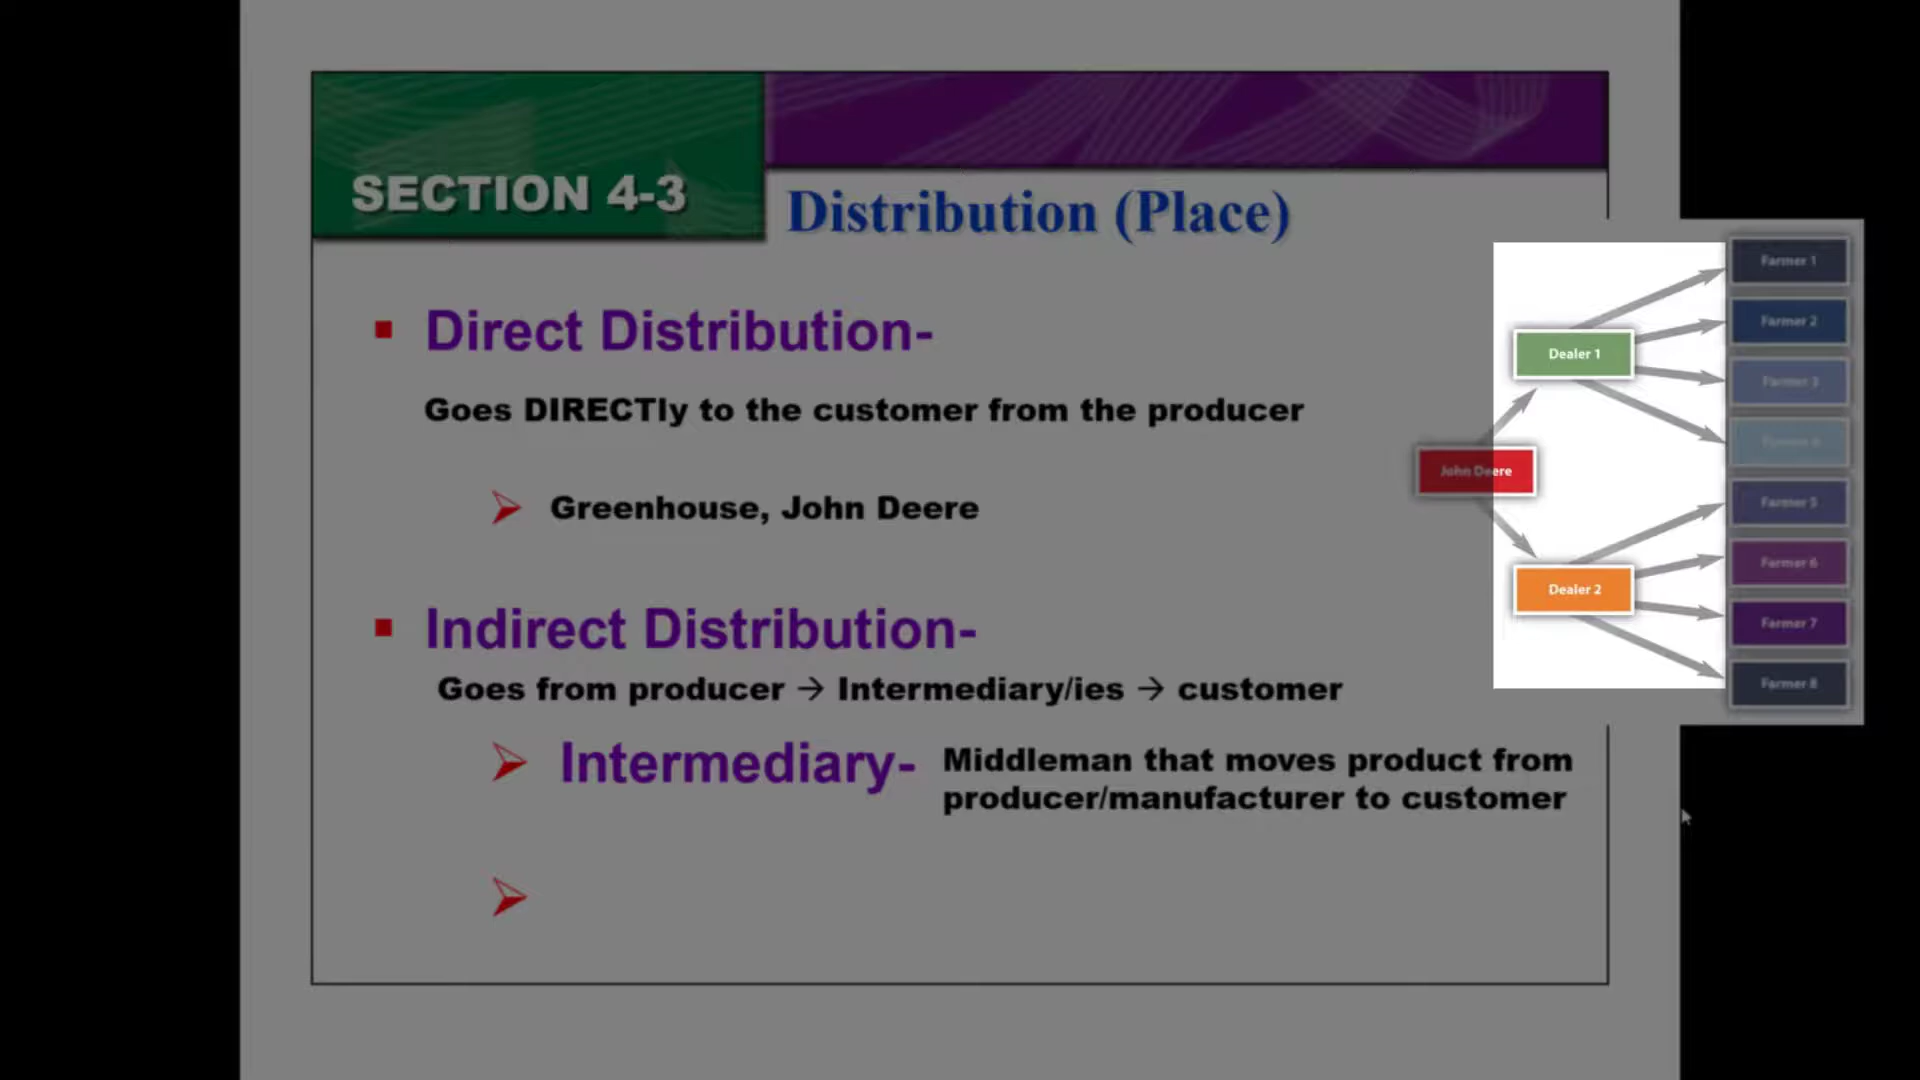 SECTION 4-3
Distribution (Place)
Direct Distribution-
Goes DIRECTly to the customer from the producer
Greenhouse, John Deere
Indirect Distribution-
Goes from producer → Intermediary/ies → customer
Intermediary-
Middleman that moves product from
producer/manufacturer to customer
John Deere
Dealer 1
Dealer 2
Farmer 1
Farmer 2
Farmer 3
Farmer 5
Farmer 6
Farmer 7
Farmer 8